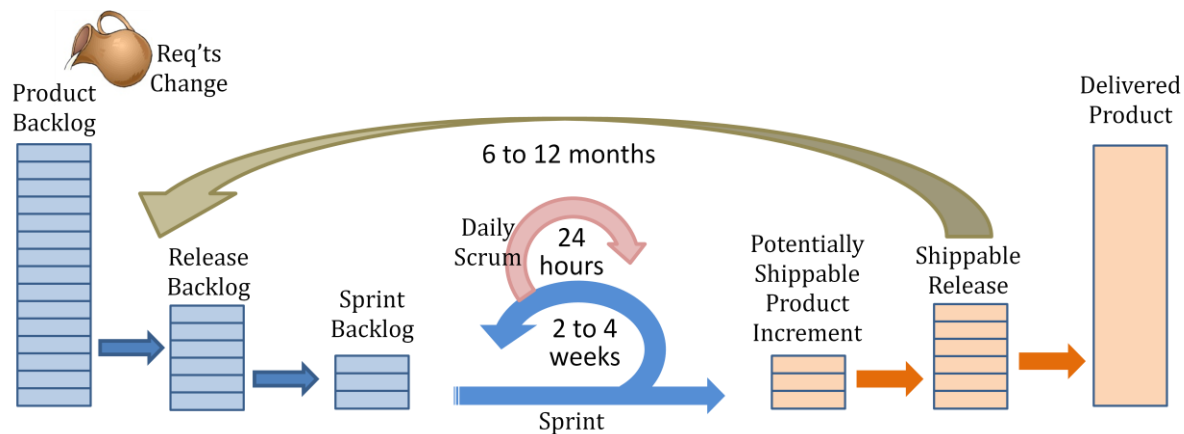 Req'ts
Change
Product
Backlog
Delivered
Product
6 to 12 months
Daily
Scrum
24
hours
Release
Backlog
Sprint
Backlog
2 to 4
weeks
Sprint
Potentially
Shippable
Product
Increment
Shippable
Release